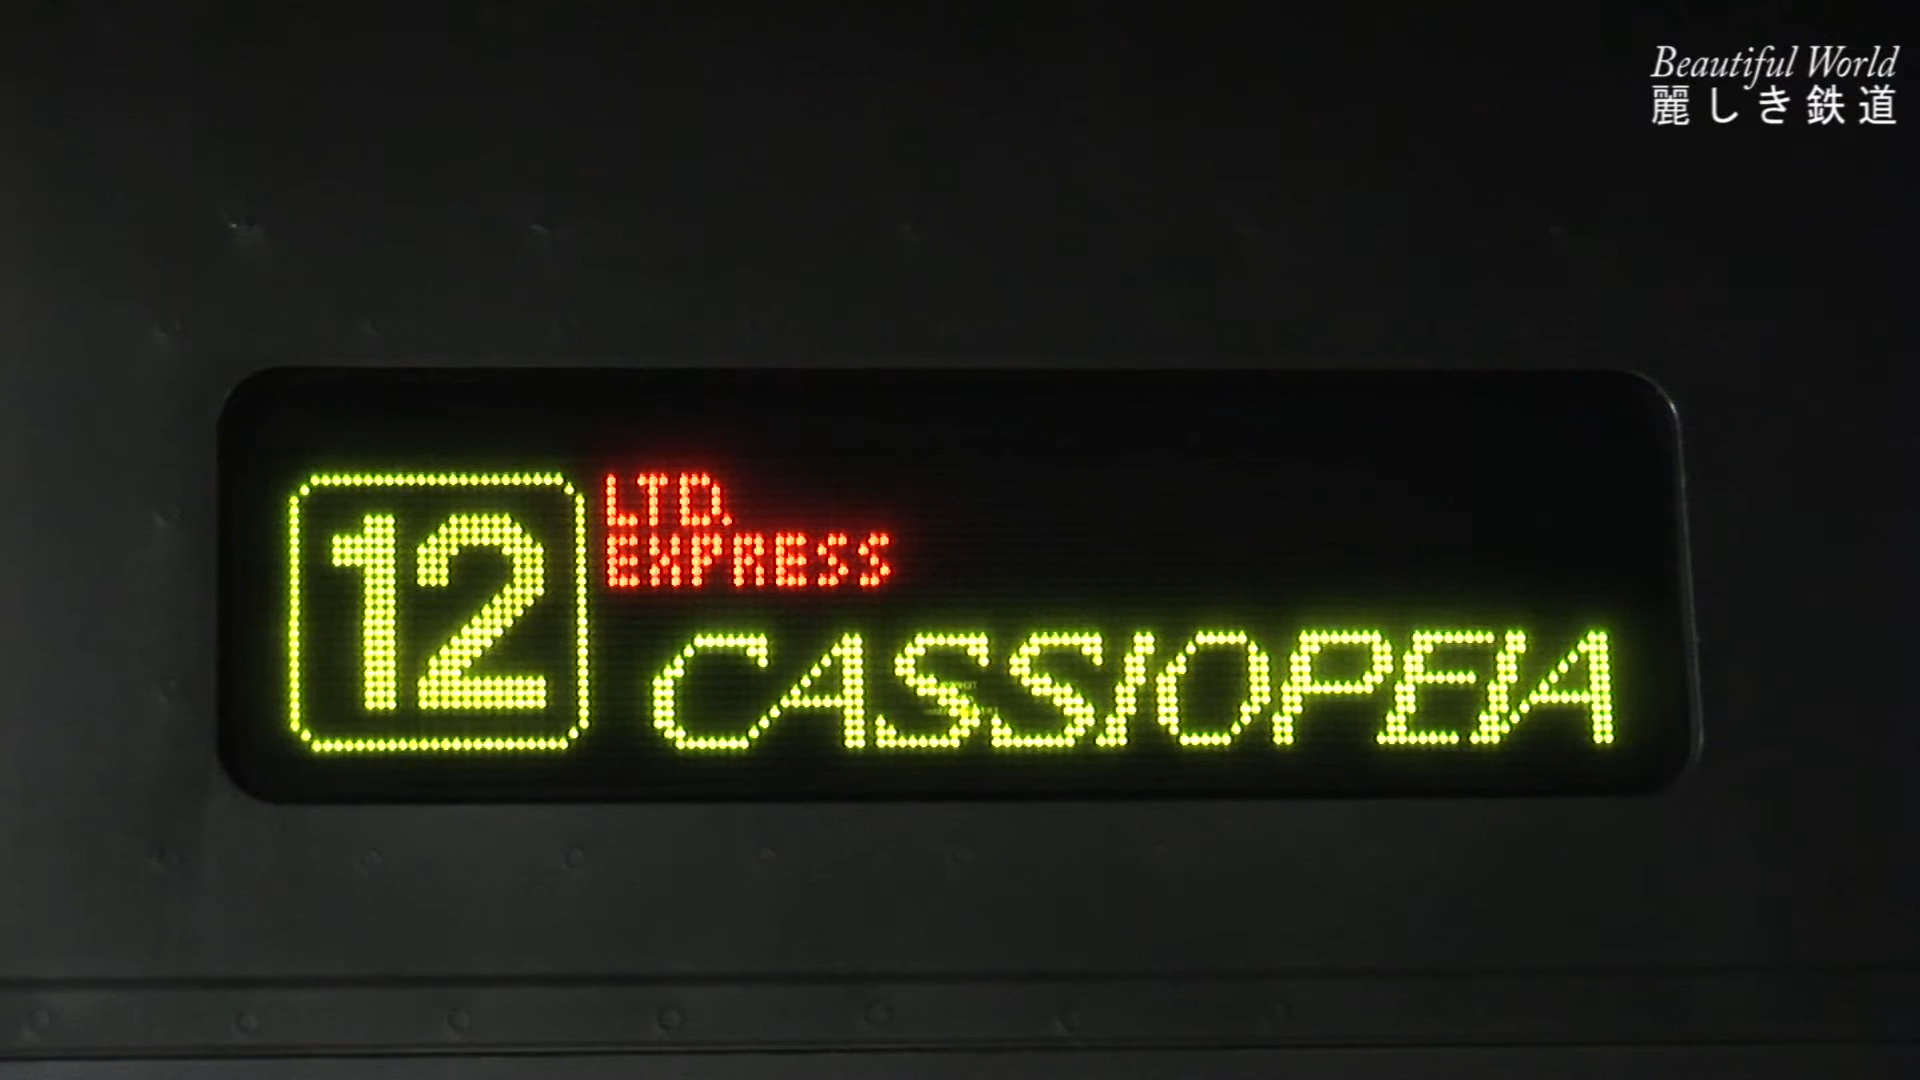 Beautiful World
麗しき鉄道
12
LTD.
EXPRESS
CASSIOPEIA